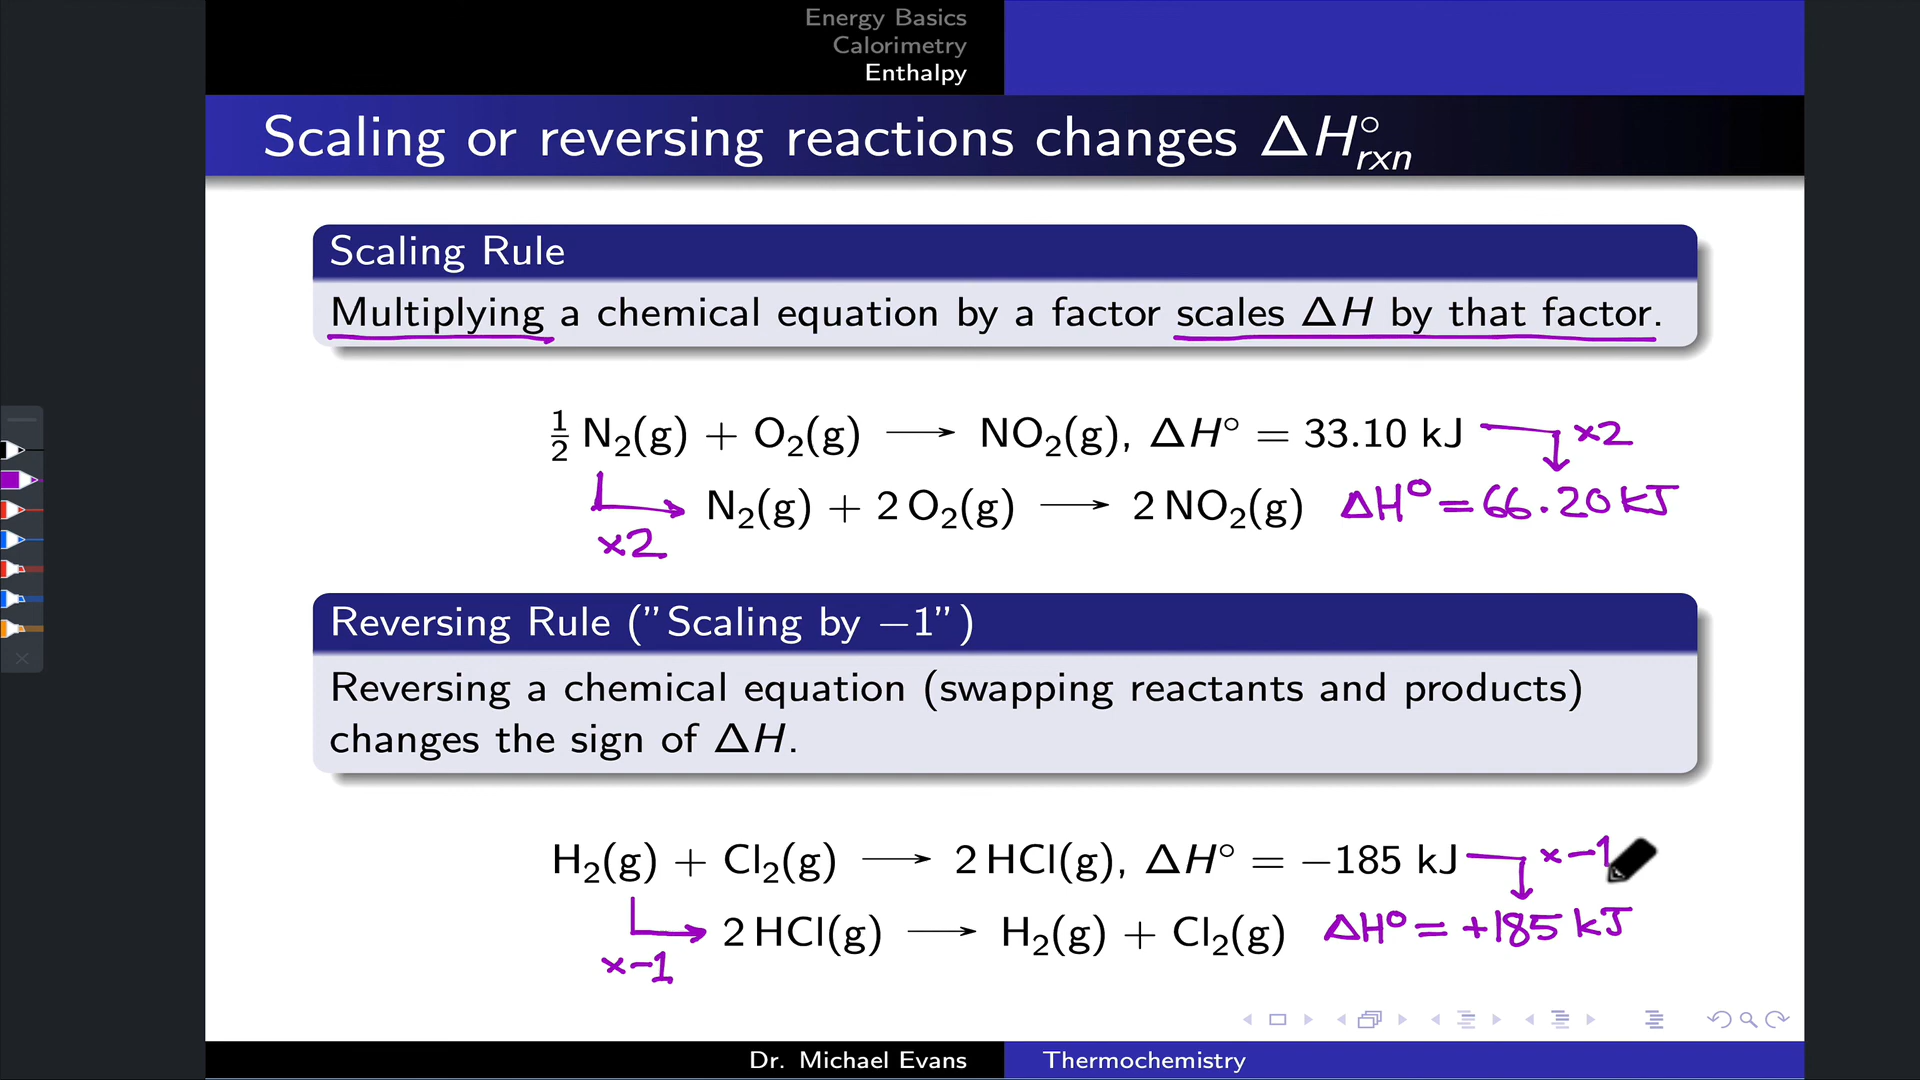 Energy Basics
Calorimetry
Enthalpy
Scaling or reversing reactions changes ΔH°rxn
Scaling Rule
Multiplying a chemical equation by a factor scales ΔH by that factor.
½ N₂(g) + O₂(g) ⟶ NO₂(g), ΔH° = 33.10 kJ ×2
N₂(g) + 2 O₂(g) ⟶ 2 NO₂(g) ΔH° = 66.20 kJ
×2
Reversing Rule (”Scaling by −1”)
Reversing a chemical equation (swapping reactants and products)
changes the sign of ΔH.
H₂(g) + Cl₂(g) ⟶ 2 HCl(g), ΔH° = −185 kJ ×−1
2 HCl(g) ⟶ H₂(g) + Cl₂(g) ΔH° = +185 kJ
×−1
Dr. Michael Evans Thermochemistry